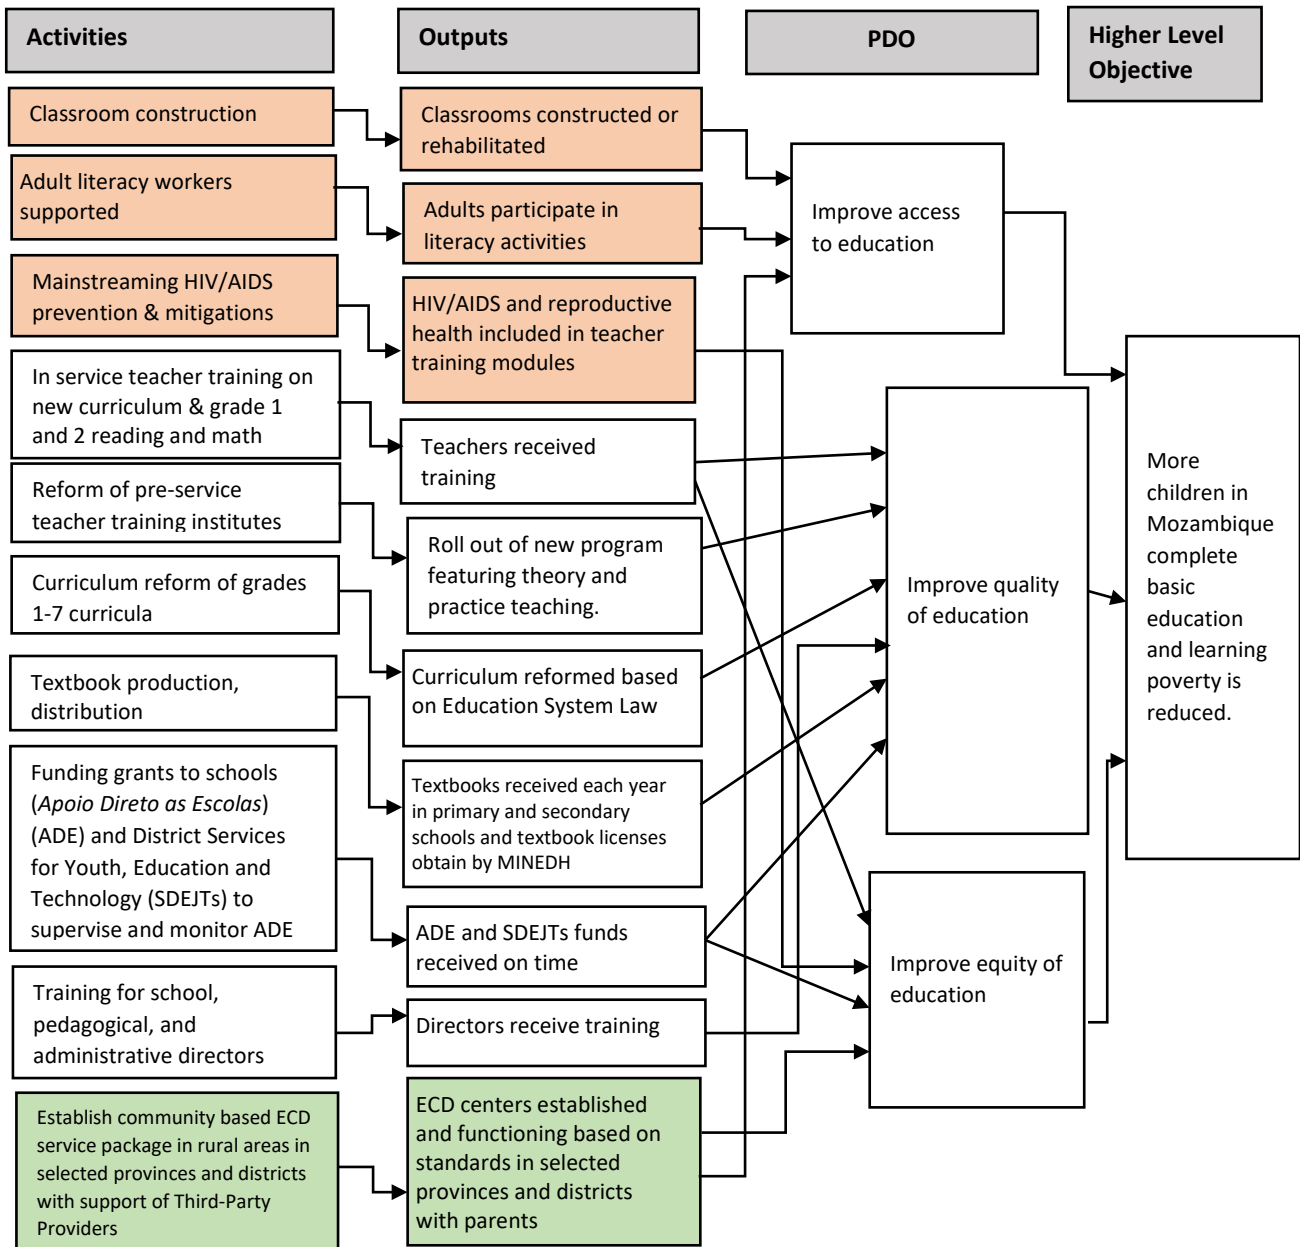 Activities
Outputs
PDO
Higher Level
Objective
Classroom construction
Adult literacy workers
supported
Mainstreaming HIV/AIDS
prevention & mitigations
In service teacher training on
new curriculum & grade 1
and 2 reading and math
Reform of pre-service
teacher training institutes
Curriculum reform of grades
1-7 curricula
Textbook production,
distribution
Funding grants to schools
(Apoio Direto as Escolas)
(ADE) and District Services
for Youth, Education and
Technology (SDEJTs) to
supervise and monitor ADE
Training for school,
pedagogical, and
administrative directors
Establish community based ECD
service package in rural areas in
selected provinces and districts
with support of Third-Party
Providers
Classrooms constructed or
rehabilitated
Adults participate in
literacy activities
HIV/AIDS and reproductive
health included in teacher
training modules
Teachers received
training
Roll out of new program
featuring theory and
practice teaching.
Curriculum reformed based
on Education System Law
Textbooks received each year
in primary and secondary
schools and textbook licenses
obtain by MINEDH
ADE and SDEJTs funds
received on time
Directors receive training
ECD centers established
and functioning based on
standards in selected
provinces and districts
with parents
Improve access
to education
Improve quality
of education
Improve equity of
education
More
children in
Mozambique
complete
basic
education
and learning
poverty is
reduced.